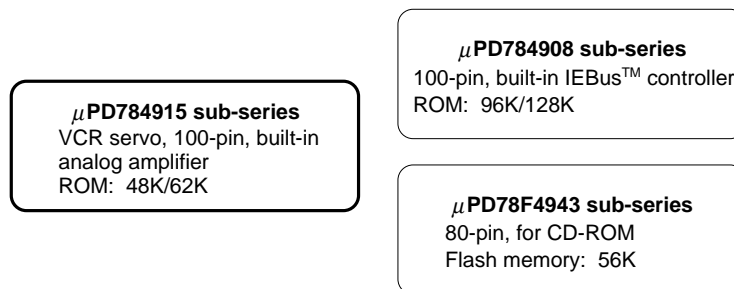 μPD784915 sub-series
VCR servo, 100-pin, built-in
analog amplifier
ROM: 48K/62K
μPD784908 sub-series
100-pin, built-in IEBus™ controller
ROM: 96K/128K
μPD78F4943 sub-series
80-pin, for CD-ROM
Flash memory: 56K